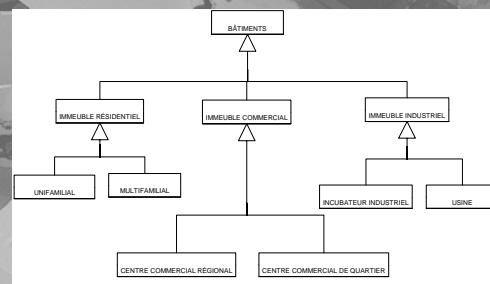 BÂTIMENTS
IMMEUBLE RÉSIDENTIEL
IMMEUBLE COMMERCIAL
IMMEUBLE INDUSTRIEL
UNIFAMILIAL
MULTIFAMILIAL
INCUBATEUR INDUSTRIEL
USINE
CENTRE COMMERCIAL RÉGIONAL
CENTRE COMMERCIAL DE QUARTIER